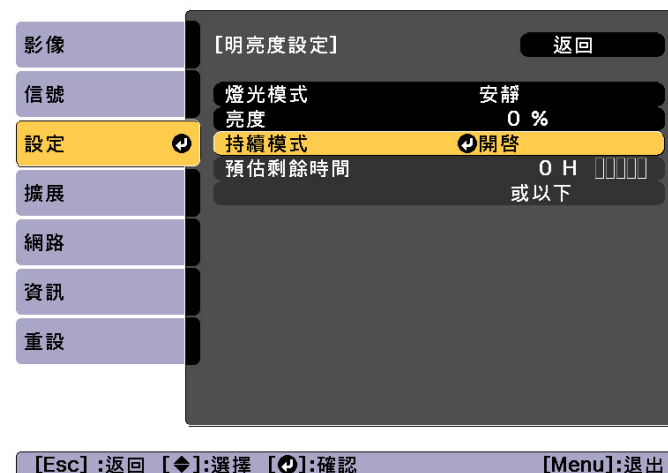 影像
信號
設定
擴展
網路
資訊
重設
[明亮度設定] 返回
燈光模式 安靜
亮度 0 %
持續模式 開啓
預估剩餘時間 0 H
或以下
[Esc] :返回 [◆]:選擇 [↵]:確認 [Menu]:退出